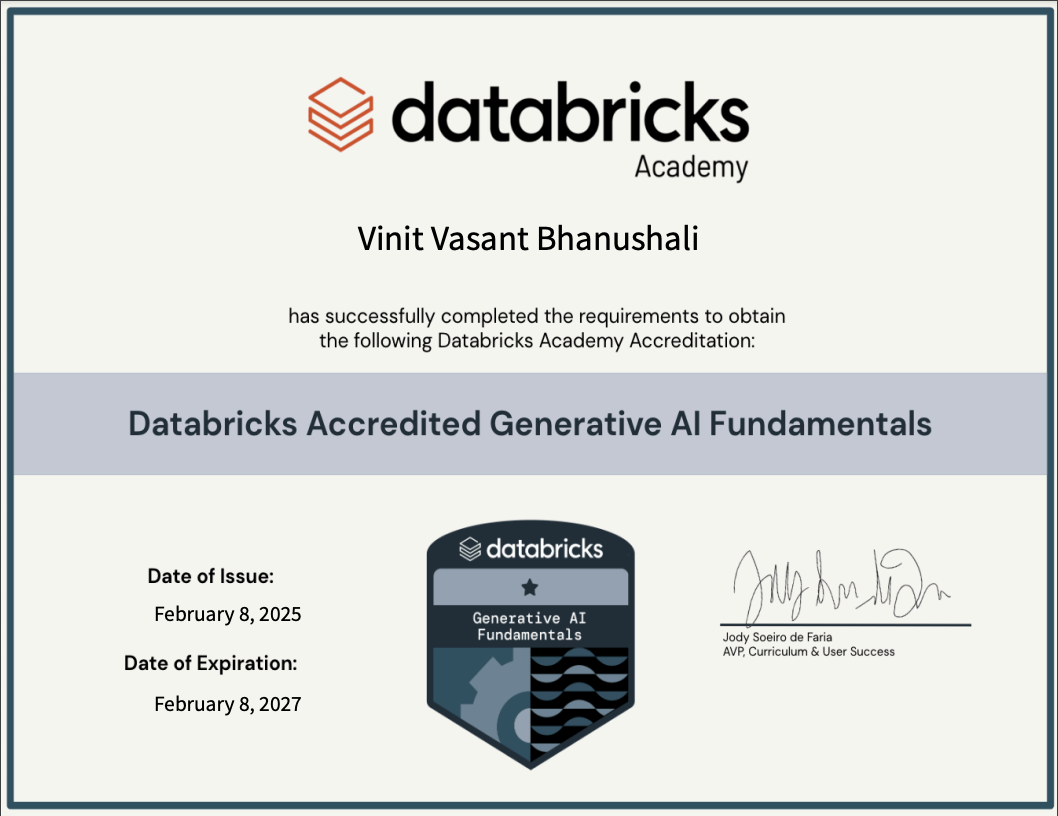 databricks
Academy
Vinit Vasant Bhanushali
has successfully completed the requirements to obtain
the following Databricks Academy Accreditation:
Databricks Accredited Generative AI Fundamentals
Date of Issue:
February 8, 2025
Date of Expiration:
February 8, 2027
databricks
Generative AI
Fundamentals
Jody Soeiro de Faria
AVP, Curriculum & User Success